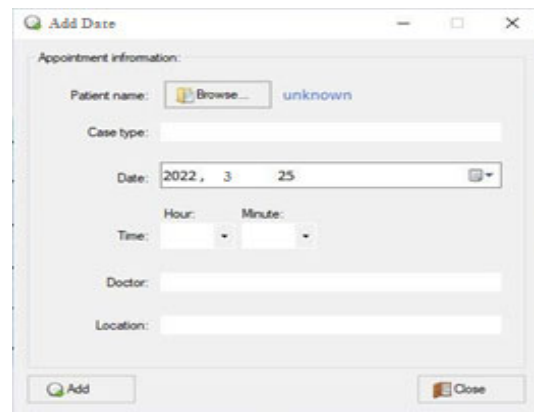 Add Date
Appointment infromation:
Patient name: Browse... unknown
Case type:
Date: 2022, 3 25
Hour: Minute:
Time:
Doctor:
Location:
Add Close